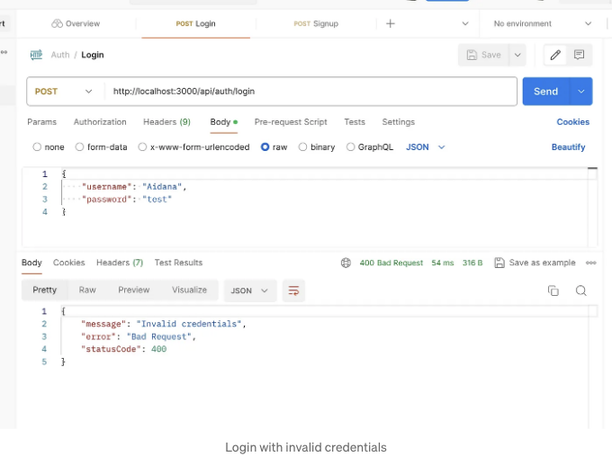 rt Overview POST Login POST Signup + No environment
HTTP Auth / Login Save
POST http://localhost:3000/api/auth/login Send
Params Authorization Headers (9) Body Pre-request Script Tests Settings Cookies
none form-data x-www-form-urlencoded raw binary GraphQL JSON Beautify
1 {
2 "username": "Aidana",
3 "password": "test"
4 }
Body Cookies Headers (7) Test Results 400 Bad Request 54 ms 316 B Save as example
Pretty Raw Preview Visualize JSON
1 {
2 "message": "Invalid credentials",
3 "error": "Bad Request",
4 "statusCode": 400
5 }
Login with invalid credentials